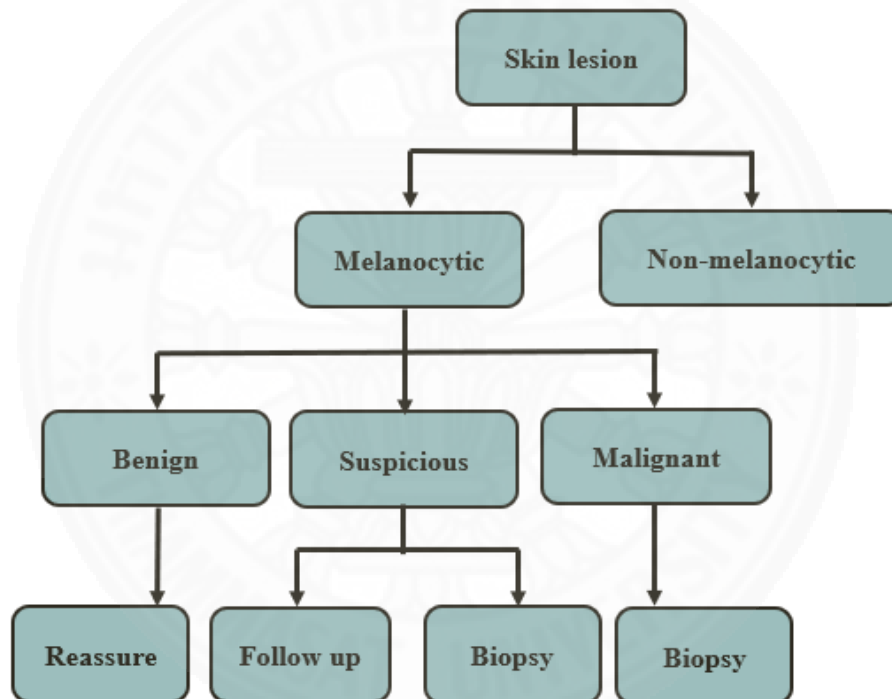 Skin lesion
Melanocytic
Non-melanocytic
Benign
Suspicious
Malignant
Reassure
Follow up
Biopsy
Biopsy